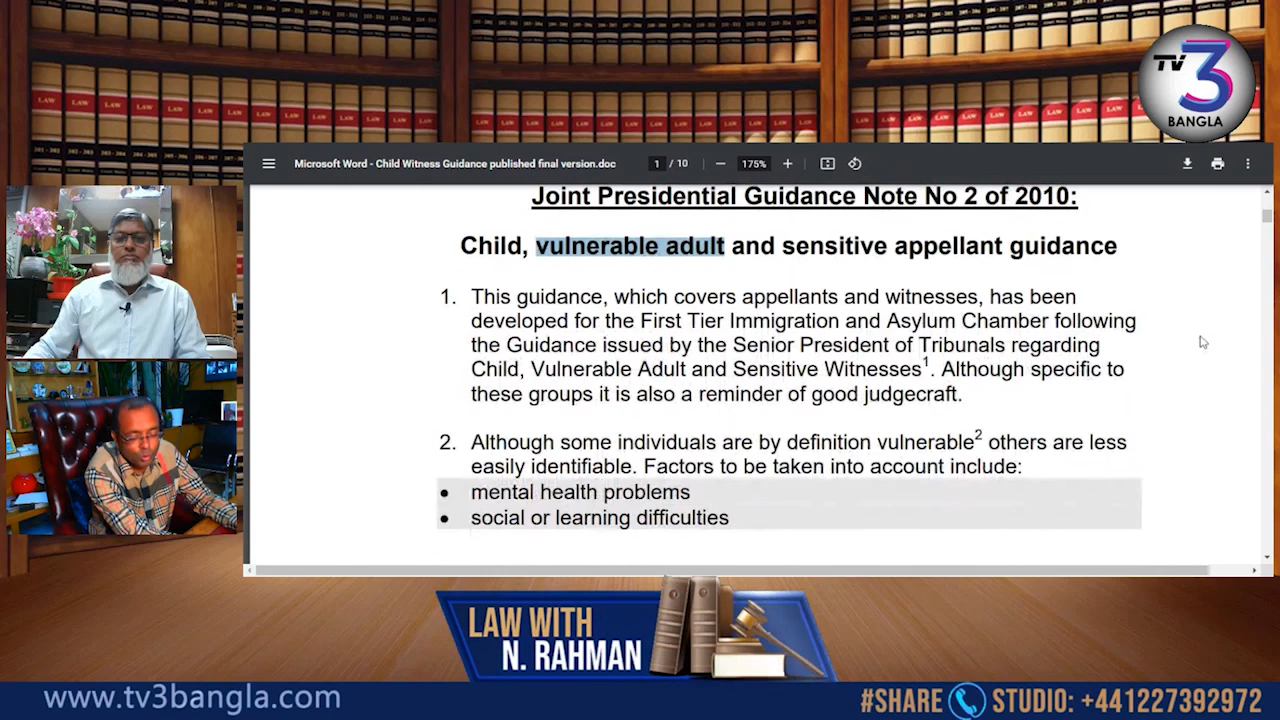 TV3
BANGLA
Microsoft Word - Child Witness Guidance published final version.doc
1 / 10
175%
Joint Presidential Guidance Note No 2 of 2010:
Child, vulnerable adult and sensitive appellant guidance
1. This guidance, which covers appellants and witnesses, has been
developed for the First Tier Immigration and Asylum Chamber following
the Guidance issued by the Senior President of Tribunals regarding
Child, Vulnerable Adult and Sensitive Witnesses1. Although specific to
these groups it is also a reminder of good judgecraft.
2. Although some individuals are by definition vulnerable2 others are less
easily identifiable. Factors to be taken into account include:
• mental health problems
• social or learning difficulties
LAW WITH
N. RAHMAN
www.tv3bangla.com
#SHARE STUDIO: +441227392972